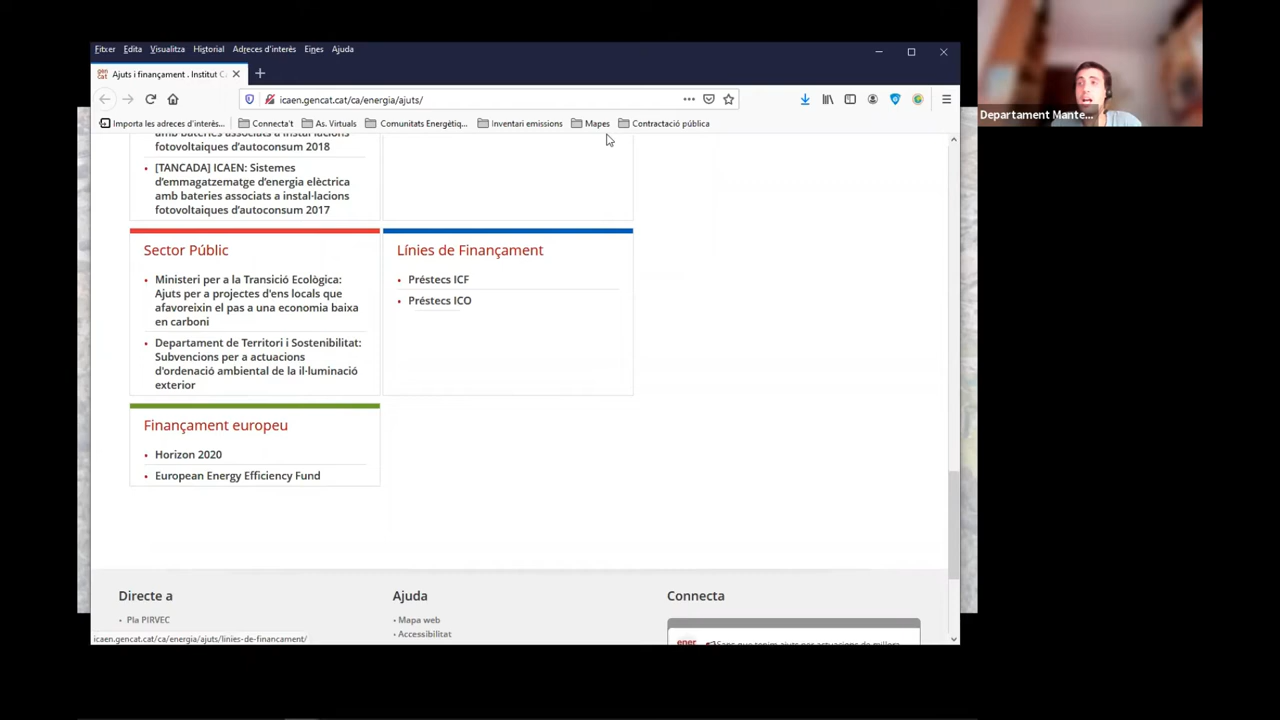 Fitxer Edita Visualitza Historial Adreces d'interès Eines Ajuda
gen cat Ajuts i finançament . Institut C
icaen.gencat.cat/ca/energia/ajuts/
Importa les adreces d'interès... Connecta't As. Virtuals Comunitats Energètiq... Inventari emissions Mapes Contractació pública
amb bateries associats a instal·lacions
fotovoltaiques d'autoconsum 2018
[TANCADA] ICAEN: Sistemes
d'emmagatzematge d'energia elèctrica
amb bateries associats a instal·lacions
fotovoltaiques d'autoconsum 2017
Sector Públic
Ministeri per a la Transició Ecològica:
Ajuts per a projectes d'ens locals que
afavoreixin el pas a una economia baixa
en carboni
Departament de Territori i Sostenibilitat:
Subvencions per a actuacions
d'ordenació ambiental de la il·luminació
exterior
Línies de Finançament
Préstecs ICF
Préstecs ICO
Finançament europeu
Horizon 2020
European Energy Efficiency Fund
Directe a
Pla PIRVEC
Ajuda
Mapa web
Accessibilitat
Connecta
icaen.gencat.cat/ca/energia/ajuts/linies-de-financament/
Departament Mante...